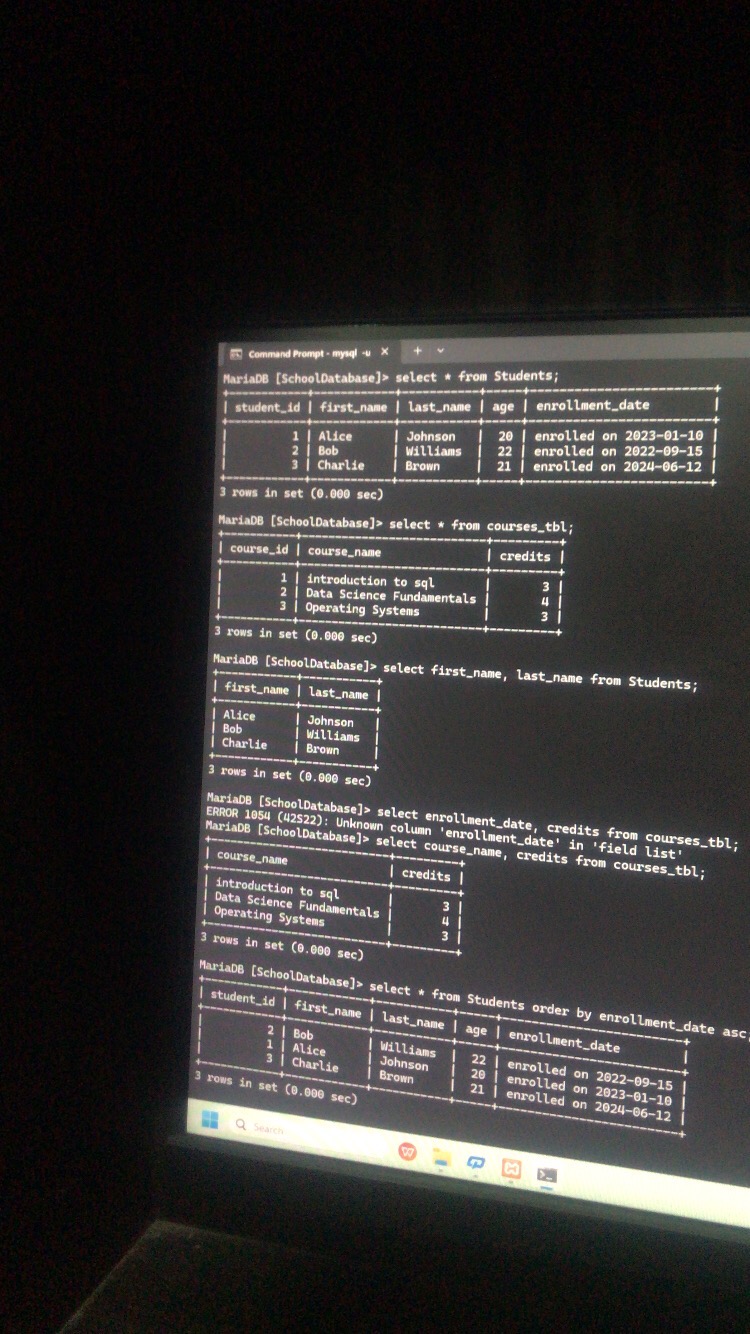 Command Prompt - mysql -u
MariaDB [SchoolDatabase]> select * from Students;
+------------+------------+-----------+-----+------------------------+
| student_id | first_name | last_name | age | enrollment_date |
+------------+------------+-----------+-----+------------------------+
| 1 | Alice | Johnson | 20 | enrolled on 2023-01-10 |
| 2 | Bob | Williams | 22 | enrolled on 2022-09-15 |
| 3 | Charlie | Brown | 21 | enrolled on 2024-06-12 |
+------------+------------+-----------+-----+------------------------+
3 rows in set (0.000 sec)
MariaDB [SchoolDatabase]> select * from courses_tbl;
+-----------+---------------------------+---------+
| course_id | course_name | credits |
+-----------+---------------------------+---------+
| 1 | introduction to sql | 3 |
| 2 | Data Science Fundamentals | 4 |
| 3 | Operating Systems | 3 |
+-----------+---------------------------+---------+
3 rows in set (0.000 sec)
MariaDB [SchoolDatabase]> select first_name, last_name from Students;
+------------+-----------+
| first_name | last_name |
+------------+-----------+
| Alice | Johnson |
| Bob | Williams |
| Charlie | Brown |
+------------+-----------+
3 rows in set (0.000 sec)
MariaDB [SchoolDatabase]> select enrollment_date, credits from courses_tbl;
ERROR 1054 (42S22): Unknown column 'enrollment_date' in 'field list'
MariaDB [SchoolDatabase]> select course_name, credits from courses_tbl;
+---------------------------+---------+
| course_name | credits |
+---------------------------+---------+
| introduction to sql | 3 |
| Data Science Fundamentals | 4 |
| Operating Systems | 3 |
+---------------------------+---------+
3 rows in set (0.000 sec)
MariaDB [SchoolDatabase]> select * from Students order by enrollment_date asc
+------------+------------+-----------+-----+------------------------+
| student_id | first_name | last_name | age | enrollment_date |
+------------+------------+-----------+-----+------------------------+
| 2 | Bob | Williams | 22 | enrolled on 2022-09-15 |
| 1 | Alice | Johnson | 20 | enrolled on 2023-01-10 |
| 3 | Charlie | Brown | 21 | enrolled on 2024-06-12 |
+------------+------------+-----------+-----+------------------------+
3 rows in set (0.000 sec)
Search